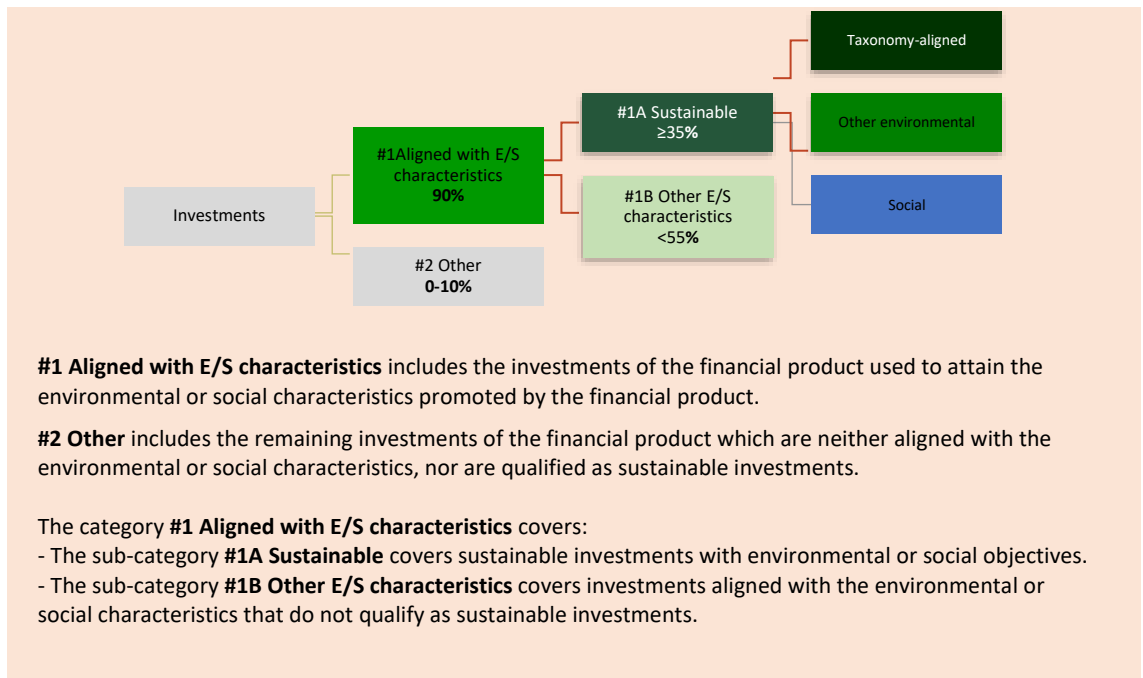 Taxonomy-aligned
#1A Sustainable
≥35%
Other environmental
#1Aligned with E/S
characteristics
90%
#1B Other E/S
characteristics
<55%
Social
Investments
#2 Other
0-10%
#1 Aligned with E/S characteristics includes the investments of the financial product used to attain the
environmental or social characteristics promoted by the financial product.
#2 Other includes the remaining investments of the financial product which are neither aligned with the
environmental or social characteristics, nor are qualified as sustainable investments.
The category #1 Aligned with E/S characteristics covers:
- The sub-category #1A Sustainable covers sustainable investments with environmental or social objectives.
- The sub-category #1B Other E/S characteristics covers investments aligned with the environmental or
social characteristics that do not qualify as sustainable investments.